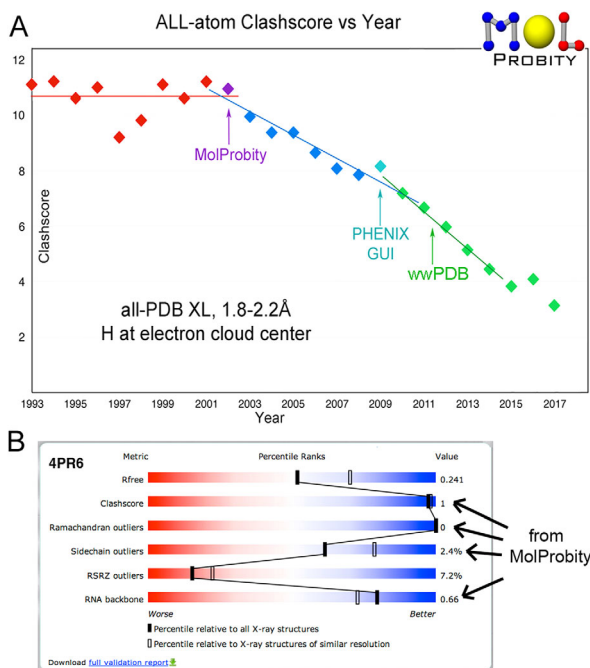 A
ALL-atom Clashscore vs Year
MOL
PROBITY
12
10
8
6
4
2
Clashscore
MolProbity
PHENIX
GUI
wwPDB
all-PDB XL, 1.8-2.2Å
H at electron cloud center
1993 1995 1997 1999 2001 2003 2005 2007 2009 2011 2013 2015 2017
Year
B
4PR6
Metric Percentile Ranks Value
Rfree 0.241
Clashscore 1
Ramachandran outliers 0
Sidechain outliers 2.4%
RSRZ outliers 7.2%
RNA backbone 0.66
from
MolProbity
Worse Better
Percentile relative to all X-ray structures
Percentile relative to X-ray structures of similar resolution
Download full validation report